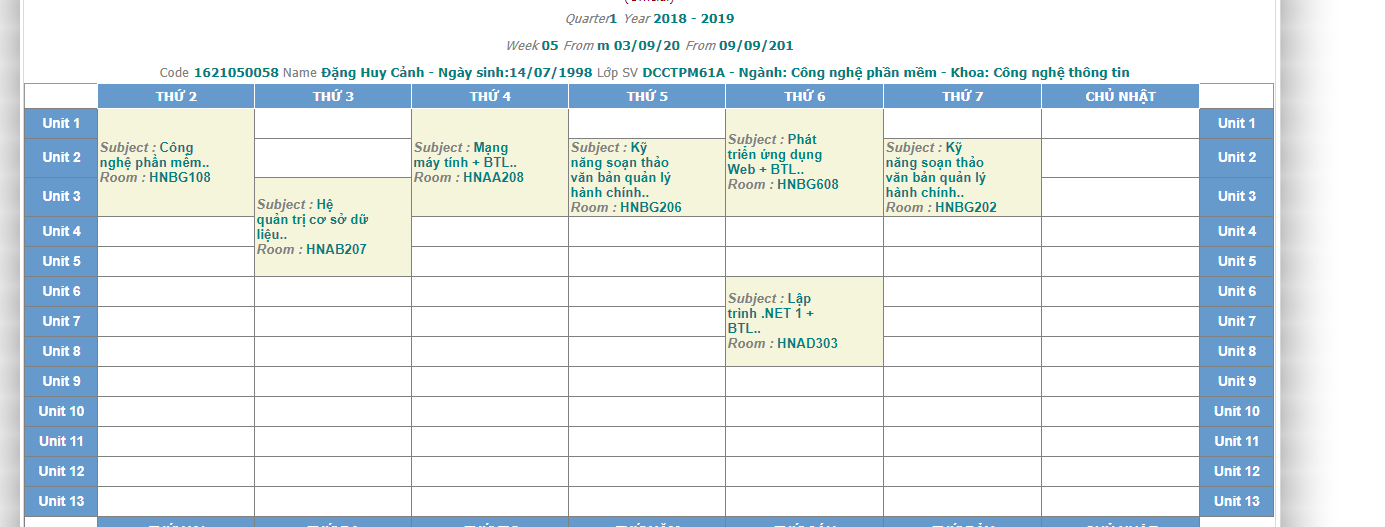 Quarter1 Year 2018 - 2019
Week 05 From m 03/09/20 From 09/09/201
Code 1621050058 Name Đặng Huy Cảnh - Ngày sinh:14/07/1998 Lớp SV DCCTPM61A - Ngành: Công nghệ phần mềm - Khoa: Công nghệ thông tin
THỨ 2 THỨ 3 THỨ 4 THỨ 5 THỨ 6 THỨ 7 CHỦ NHẬT
Unit 1 Unit 1
Unit 2 Unit 2
Unit 3 Unit 3
Subject : Công
nghệ phần mềm..
Room : HNBG108
Subject : Hệ
quản trị cơ sở dữ
liệu..
Room : HNAB207
Subject : Mạng
máy tính + BTL..
Room : HNAA208
Subject : Kỹ
năng soạn thảo
văn bản quản lý
hành chính..
Room : HNBG206
Subject : Phát
triển ứng dụng
Web + BTL..
Room : HNBG608
Subject : Kỹ
năng soạn thảo
văn bản quản lý
hành chính..
Room : HNBG202
Unit 4 Unit 4
Unit 5 Unit 5
Unit 6 Unit 6
Unit 7 Unit 7
Unit 8 Unit 8
Subject : Lập
trình .NET 1 +
BTL..
Room : HNAD303
Unit 9 Unit 9
Unit 10 Unit 10
Unit 11 Unit 11
Unit 12 Unit 12
Unit 13 Unit 13